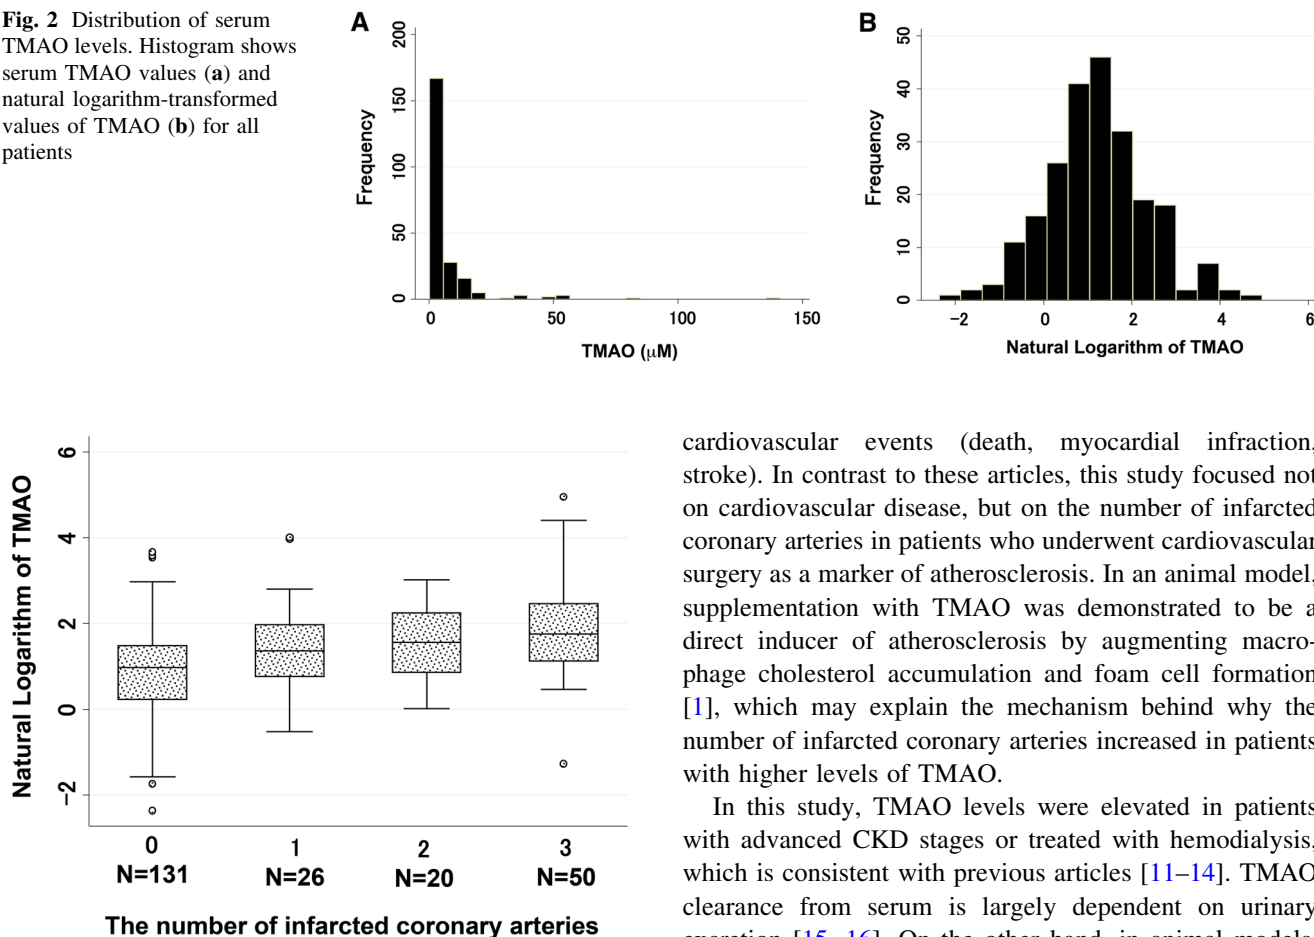 Fig. 2 Distribution of serum
TMAO levels. Histogram shows
serum TMAO values (a) and
natural logarithm-transformed
values of TMAO (b) for all
patients
A
Frequency
200
150
100
50
0
0 50 100 150
TMAO (μM)
B
Frequency
50
40
30
20
10
0
−2 0 2 4 6
Natural Logarithm of TMAO
Natural Logarithm of TMAO
6
4
2
0
−2
0 1 2 3
N=131 N=26 N=20 N=50
The number of infarcted coronary arteries
cardiovascular events (death, myocardial infraction,
stroke). In contrast to these articles, this study focused not
on cardiovascular disease, but on the number of infarcted
coronary arteries in patients who underwent cardiovascular
surgery as a marker of atherosclerosis. In an animal model,
supplementation with TMAO was demonstrated to be a
direct inducer of atherosclerosis by augmenting macro-
phage cholesterol accumulation and foam cell formation
[1], which may explain the mechanism behind why the
number of infarcted coronary arteries increased in patients
with higher levels of TMAO.
In this study, TMAO levels were elevated in patients
with advanced CKD stages or treated with hemodialysis,
which is consistent with previous articles [11–14]. TMAO
clearance from serum is largely dependent on urinary
[15, 16]. On the other hand, in animal models,